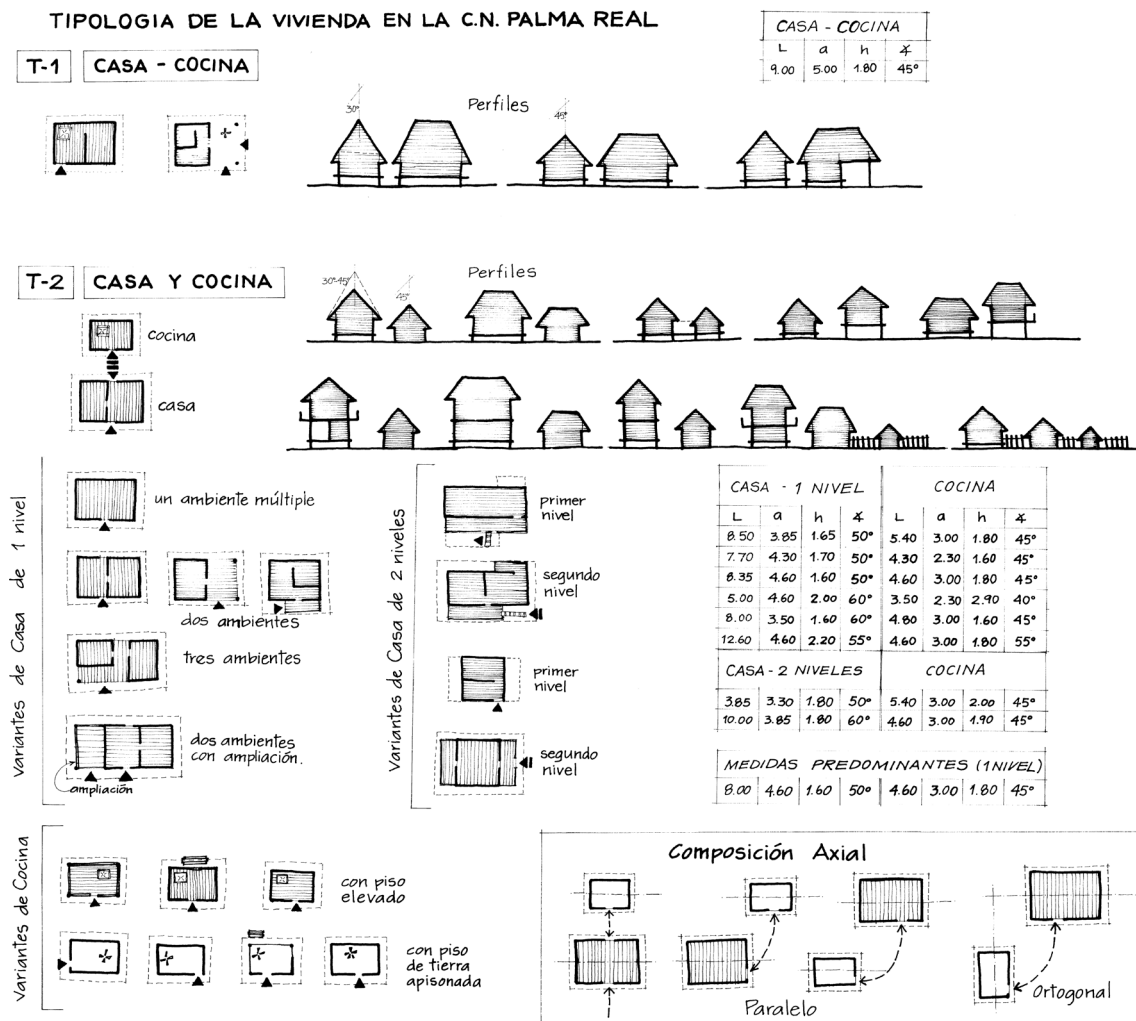 TIPOLOGIA DE LA VIVIENDA EN LA C.N. PALMA REAL
CASA - COCINA
L a h ∡
9.00 5.00 1.80 45°
T-1 CASA - COCINA
Perfiles
30°
45°
T-2 CASA Y COCINA
Perfiles
30°-45°
45°
cocina
casa
Variantes de Casa de 1 nivel
un ambiente múltiple
dos ambientes
tres ambientes
dos ambientes
con ampliación.
ampliación
Variantes de Casa de 2 niveles
primer
nivel
segundo
nivel
primer
nivel
segundo
nivel
CASA - 1 NIVEL COCINA
L a h ∡ L a h ∡
8.50 3.85 1.65 50° 5.40 3.00 1.80 45°
7.70 4.30 1.70 50° 4.30 2.30 1.60 45°
8.35 4.60 1.60 50° 4.60 3.00 1.80 45°
5.00 4.60 2.00 60° 3.50 2.30 2.90 40°
8.00 3.50 1.60 60° 4.80 3.00 1.60 45°
12.60 4.60 2.20 55° 4.60 3.00 1.80 55°
CASA - 2 NIVELES COCINA
3.85 3.30 1.80 50° 5.40 3.00 2.00 45°
10.00 3.85 1.80 60° 4.60 3.00 1.90 45°
MEDIDAS PREDOMINANTES (1NIVEL)
8.00 4.60 1.60 50° 4.60 3.00 1.80 45°
Variantes de Cocina
con piso
elevado
con piso
de tierra
apisonada
Composición Axial
Paralelo
Ortogonal